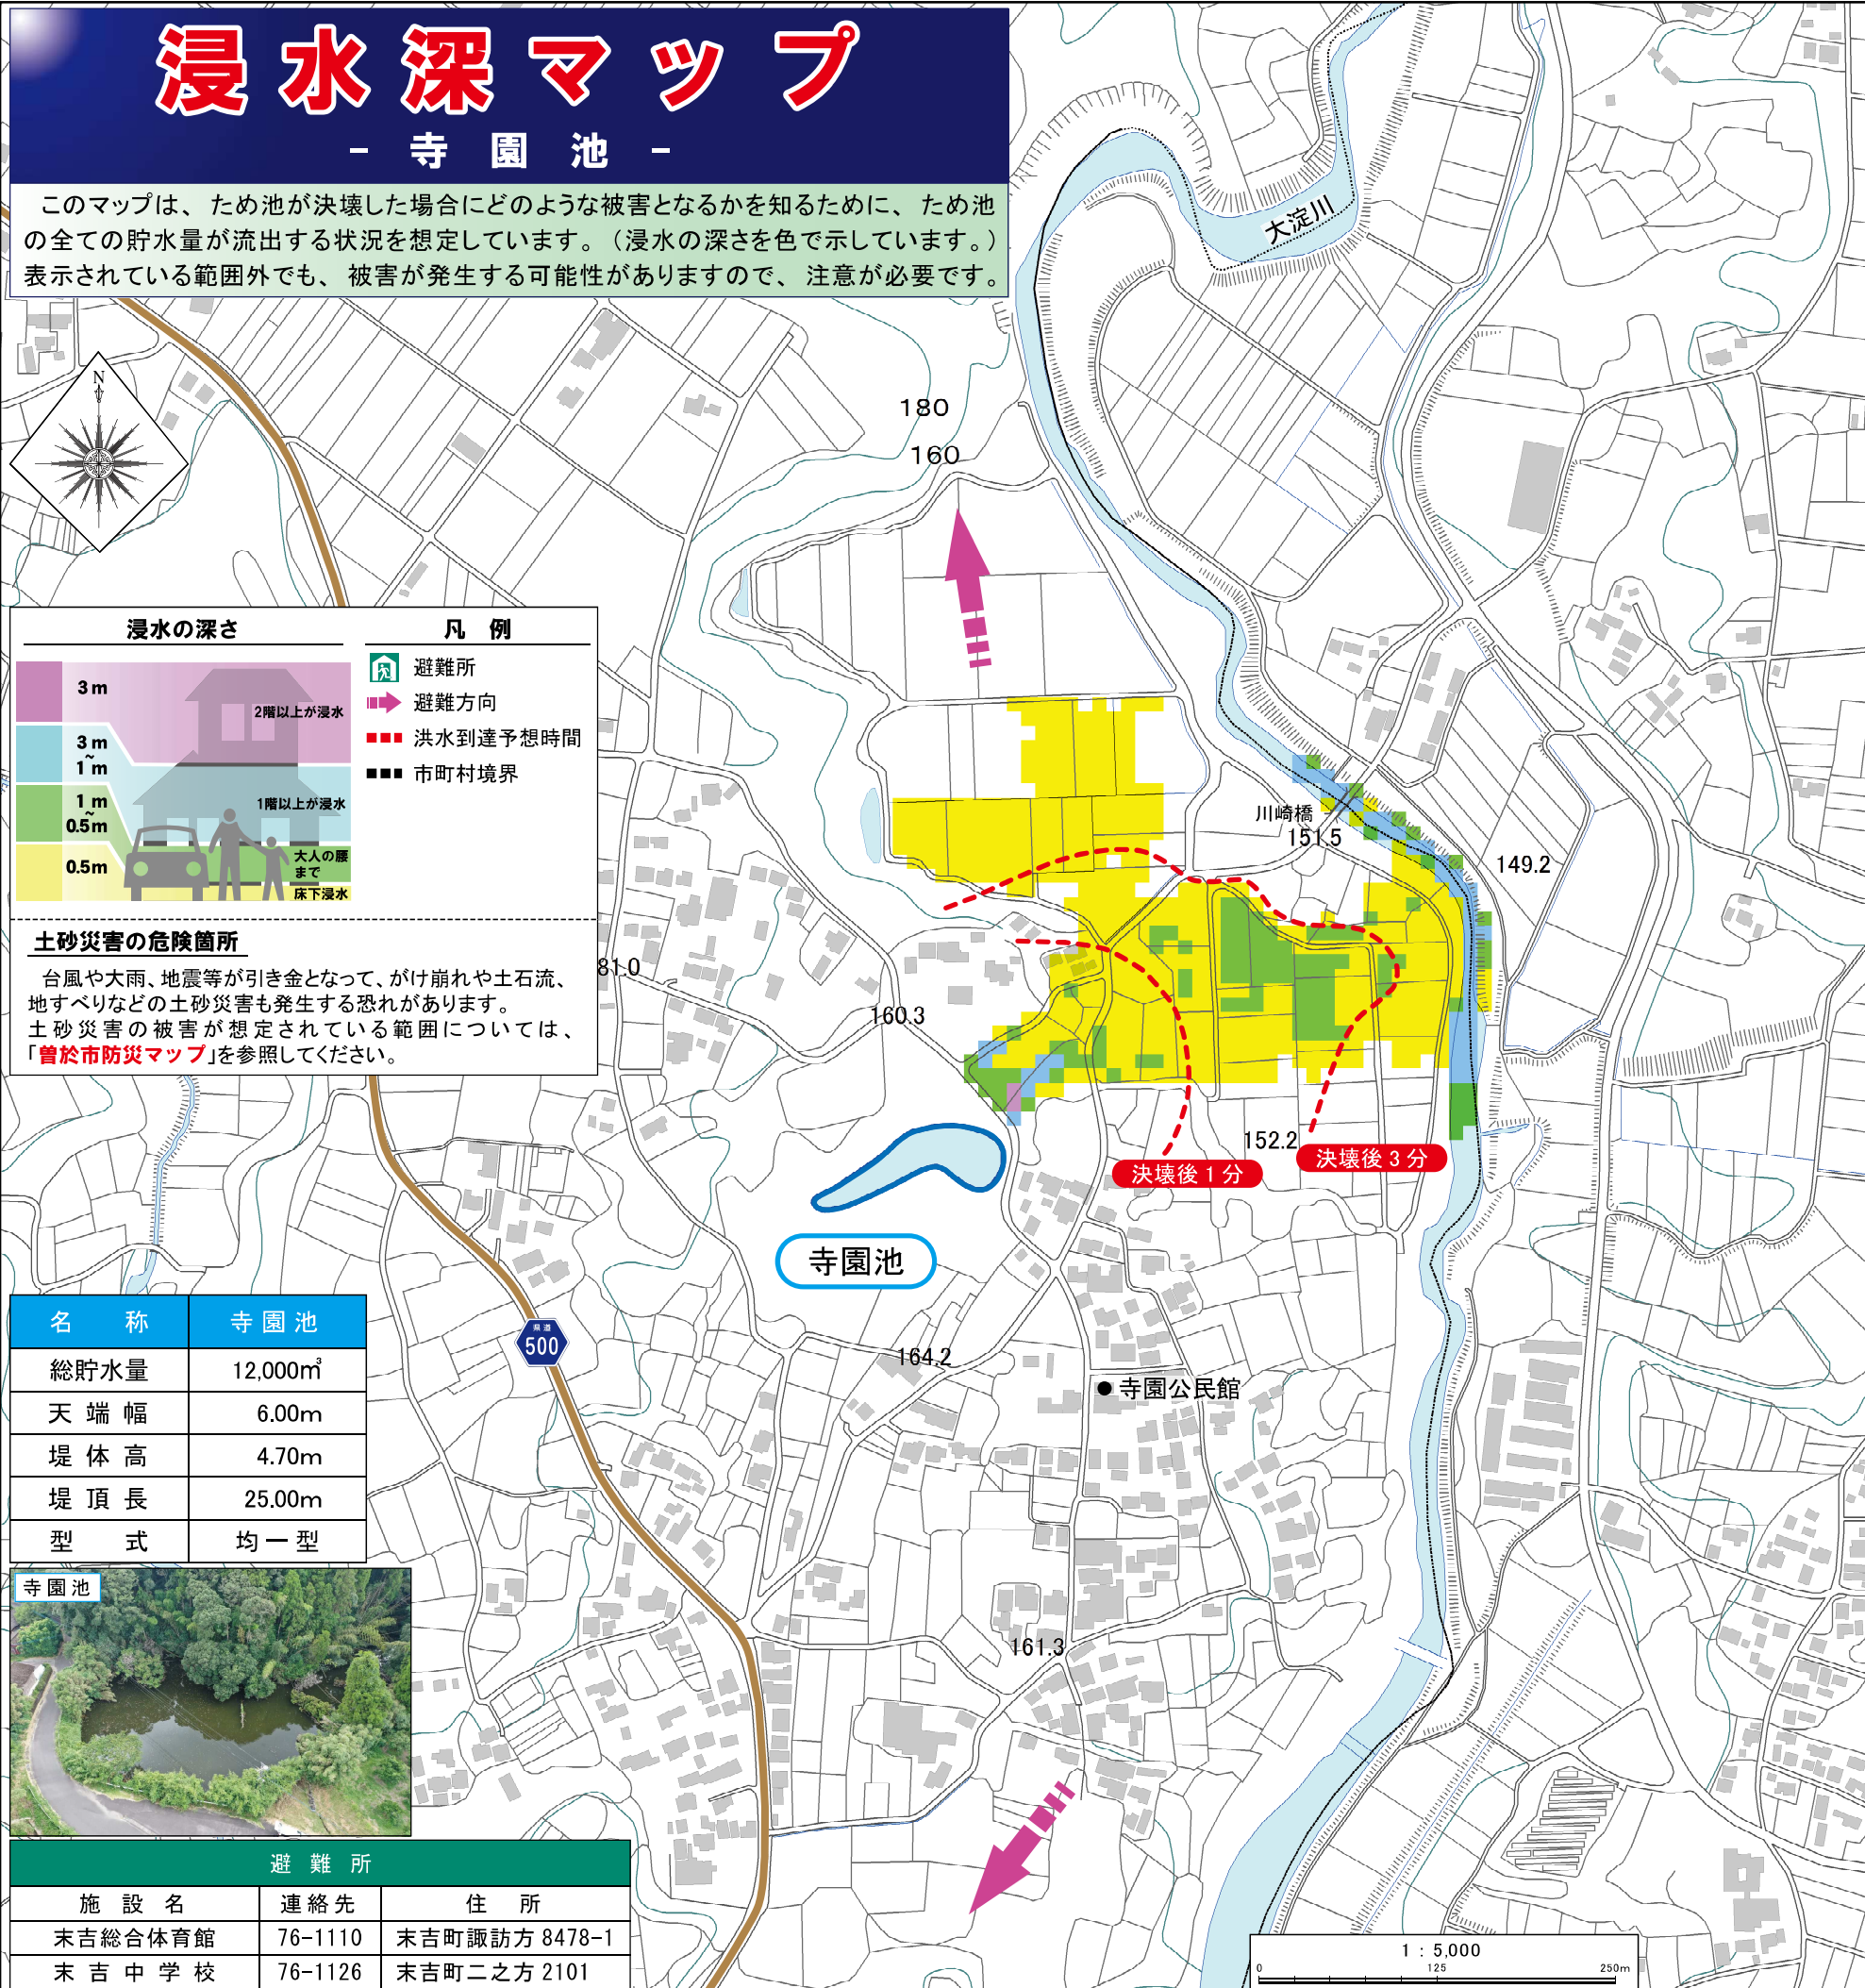 浸水深マップ
- 寺園池 -
このマップは、ため池が決壊した場合にどのような被害となるかを知るために、ため池
の全ての貯水量が流出する状況を想定しています。（浸水の深さを色で示しています。）
表示されている範囲外でも、被害が発生する可能性がありますので、注意が必要です。
大淀川
N
180
160
浸水の深さ
3m
2階以上が浸水
3m
~
1m
1階以上が浸水
1m
~
0.5m
大人の腰
まで
0.5m
床下浸水
凡例
避難所
避難方向
洪水到達予想時間
市町村境界
土砂災害の危険箇所
台風や大雨、地震等が引き金となって、がけ崩れや土石流、
地すべりなどの土砂災害も発生する恐れがあります。
土砂災害の被害が想定されている範囲については、
「曽於市防災マップ」を参照してください。
川崎橋
151.5
149.2
81.0
160.3
152.2
決壊後1分
決壊後3分
寺園池
164.2
寺園公民館
161.3
県道
500
名称 寺園池
総貯水量 12,000㎥
天端幅 6.00m
堤体高 4.70m
堤頂長 25.00m
型式 均一型
寺園池
避難所
施設名 連絡先 住所
末吉総合体育館 76-1110 末吉町諏訪方8478-1
末吉中学校 76-1126 末吉町二之方2101
1：5,000
0 125 250m